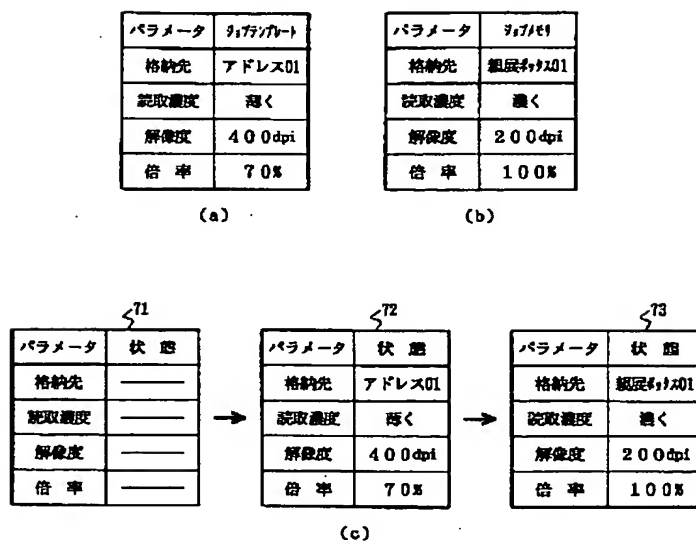 パラメータ ジョブテンプレート
格納先 アドレス01
読取濃度 薄く
解像度 400dpi
倍 率 70%
(a)
パラメータ ジョブメモリ
格納先 親展ボックス01
読取濃度 濃く
解像度 200dpi
倍 率 100%
(b)
71
パラメータ 状 態
格納先 ———
読取濃度 ———
解像度 ———
倍 率 ———
→
72
パラメータ 状 態
格納先 アドレス01
読取濃度 薄く
解像度 400dpi
倍 率 70%
→
73
パラメータ 状 態
格納先 親展ボックス01
読取濃度 濃く
解像度 200dpi
倍 率 100%
(c)